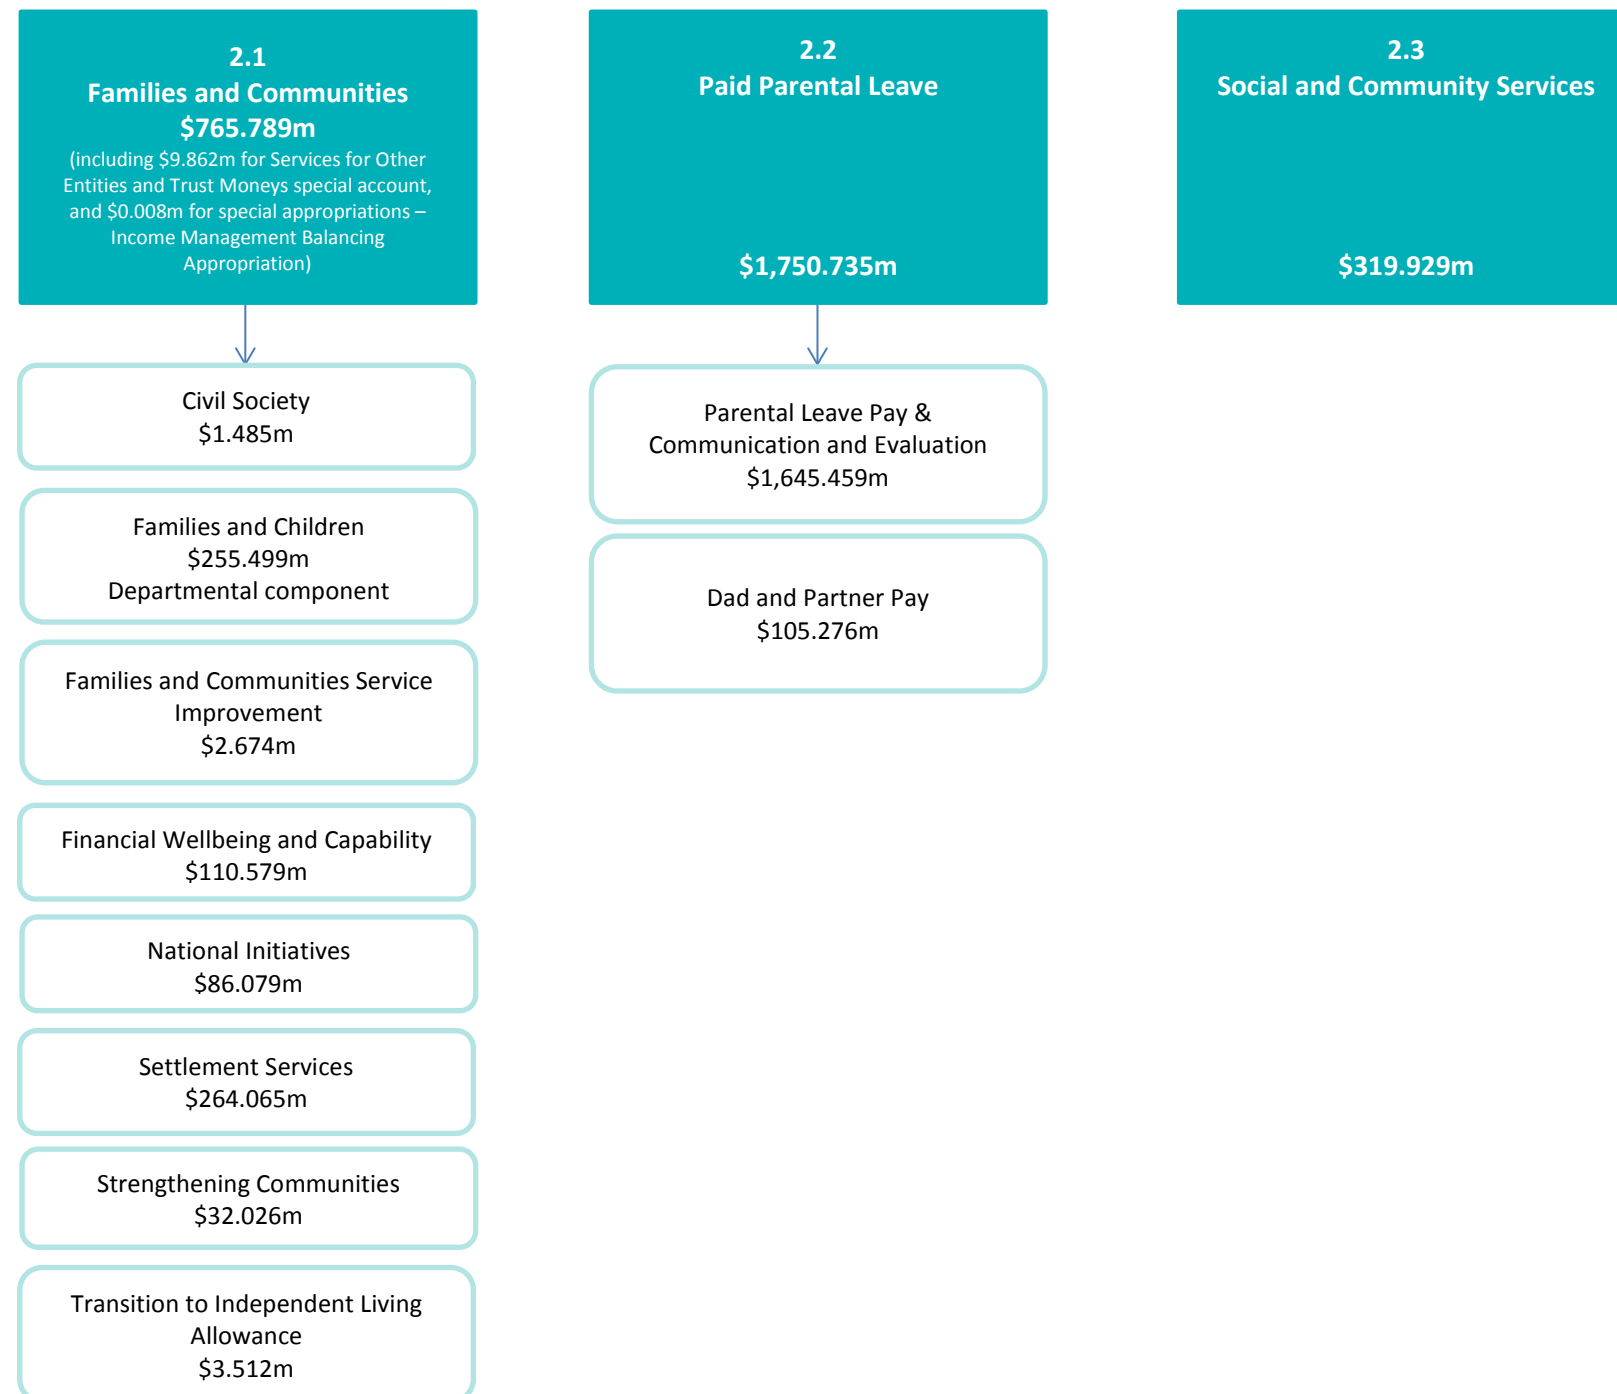 2.1
Families and Communities
$765.789m
(including $9.862m for Services for Other
Entities and Trust Moneys special account,
and $0.008m for special appropriations –
Income Management Balancing
Appropriation)
Civil Society
$1.485m
Families and Children
$255.499m
Departmental component
Families and Communities Service
Improvement
$2.674m
Financial Wellbeing and Capability
$110.579m
National Initiatives
$86.079m
Settlement Services
$264.065m
Strengthening Communities
$32.026m
Transition to Independent Living
Allowance
$3.512m
2.2
Paid Parental Leave
$1,750.735m
Parental Leave Pay &
Communication and Evaluation
$1,645.459m
Dad and Partner Pay
$105.276m
2.3
Social and Community Services
$319.929m